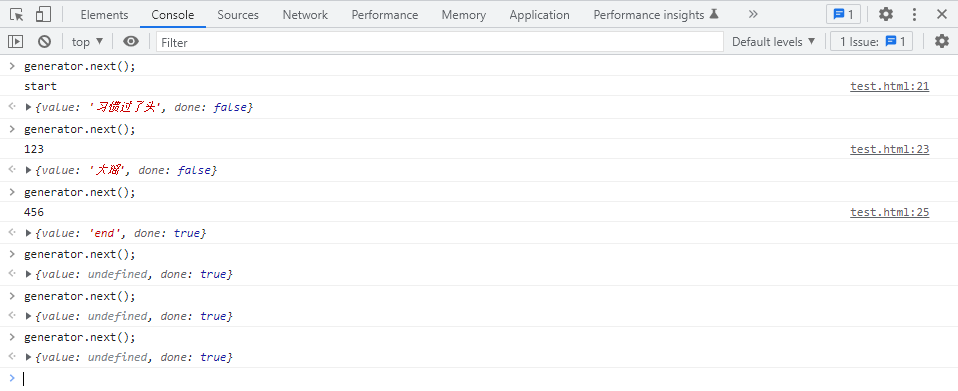 Elements Console Sources Network Performance Memory Application Performance insights 1
top Filter Default levels 1 Issue: 1
generator.next();
start test.html:21
{value: '习惯过了头', done: false}
generator.next();
123 test.html:23
{value: '大瑶', done: false}
generator.next();
456 test.html:25
{value: 'end', done: true}
generator.next();
{value: undefined, done: true}
generator.next();
{value: undefined, done: true}
generator.next();
{value: undefined, done: true}